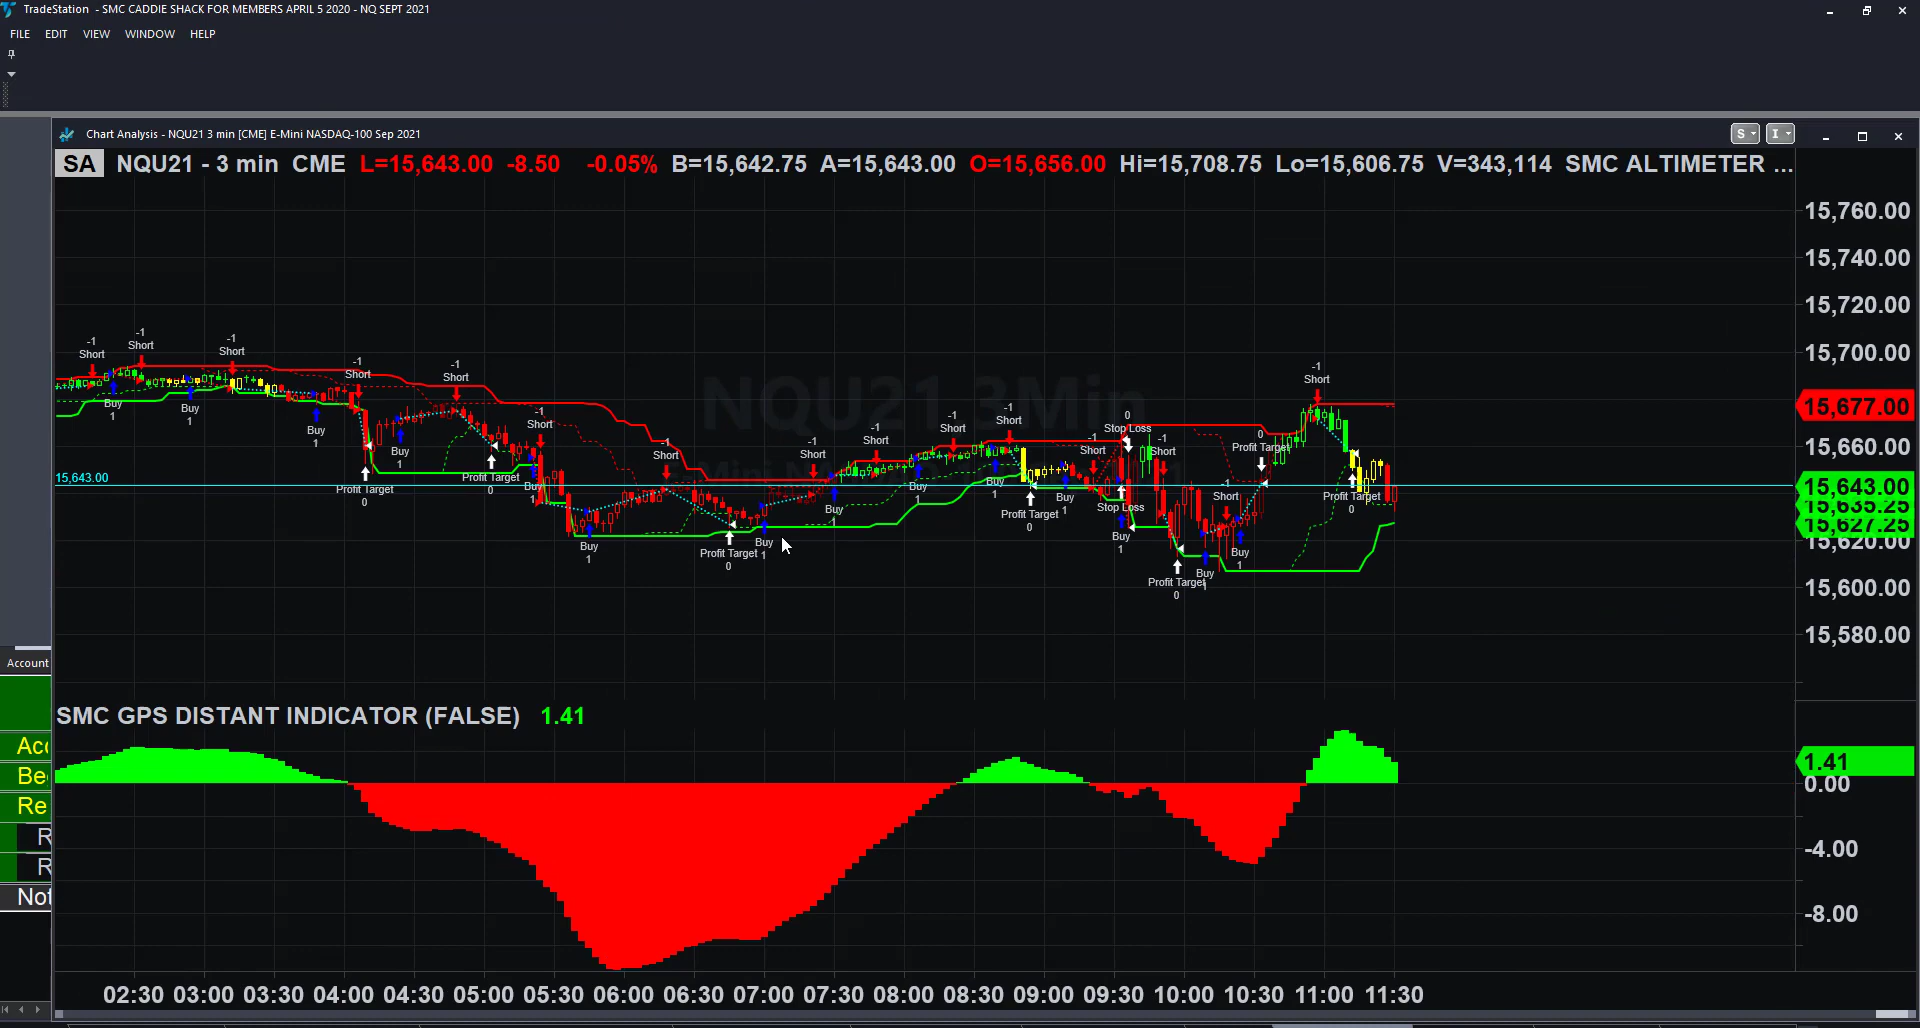 TradeStation - SMC CADDIE SHACK FOR MEMBERS APRIL 5 2020 - NQ SEPT 2021
FILE EDIT VIEW WINDOW HELP
Chart Analysis - NQU21 3 min [CME] E-Mini NASDAQ-100 Sep 2021
S I
SA NQU21 - 3 min CME L=15,643.00 -8.50 -0.05% B=15,642.75 A=15,643.00 O=15,656.00 Hi=15,708.75 Lo=15,606.75 V=343,114 SMC ALTIMETER ...
15,760.00
15,740.00
15,720.00
15,700.00
15,677.00
15,660.00
15,643.00
15,635.25
15,627.25
15,620.00
15,600.00
15,580.00
NQU21 3Min
15,643.00
-1
Short
-1
Short
-1
Short
-1
Short
-1
Short
-1
Short
-1
Short
-1
Short
-1
Short
-1
Short
-1
Short
-1
Short
0
Stop Loss
-1
Short
-1
Short
0
Profit Target
-1
Short
Buy
1
Buy
1
Buy
1
Buy
1
Profit Target
0
Profit Target
0
Buy
1
Buy
1
Profit Target
0
Buy
1
Buy
1
Buy
1
Buy
1
Profit Target
0
Buy
1
Stop Loss
Buy
1
Profit Target
0
Buy
1
Buy
1
Profit Target
0
Account
SMC GPS DISTANT INDICATOR (FALSE) 1.41
1.41
0.00
-4.00
-8.00
Acc
Be
Re
R
R
Not
02:30 03:00 03:30 04:00 04:30 05:00 05:30 06:00 06:30 07:00 07:30 08:00 08:30 09:00 09:30 10:00 10:30 11:00 11:30